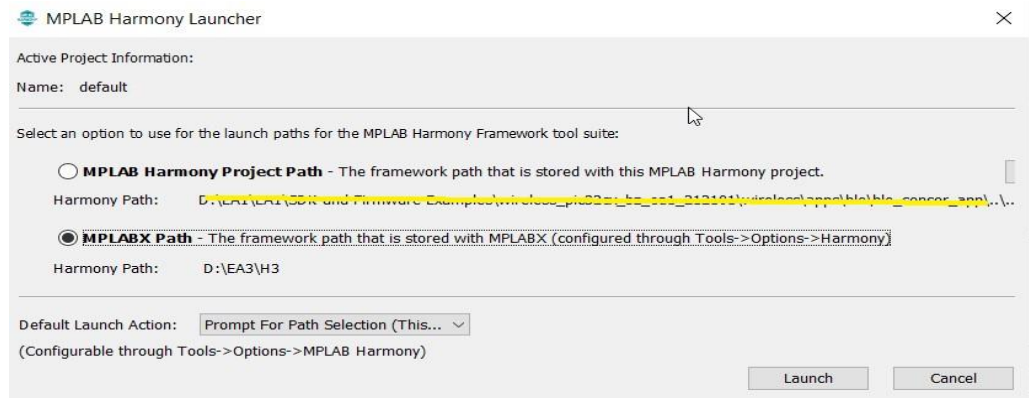 MPLAB Harmony Launcher
Active Project Information:
Name: default
Select an option to use for the launch paths for the MPLAB Harmony Framework tool suite:
MPLAB Harmony Project Path - The framework path that is stored with this MPLAB Harmony project.
Harmony Path:
MPLABX Path - The framework path that is stored with MPLABX (configured through Tools->Options->Harmony)
Harmony Path: D:\EA3\H3
Default Launch Action: Prompt For Path Selection (This...
(Configurable through Tools->Options->MPLAB Harmony)
Launch Cancel